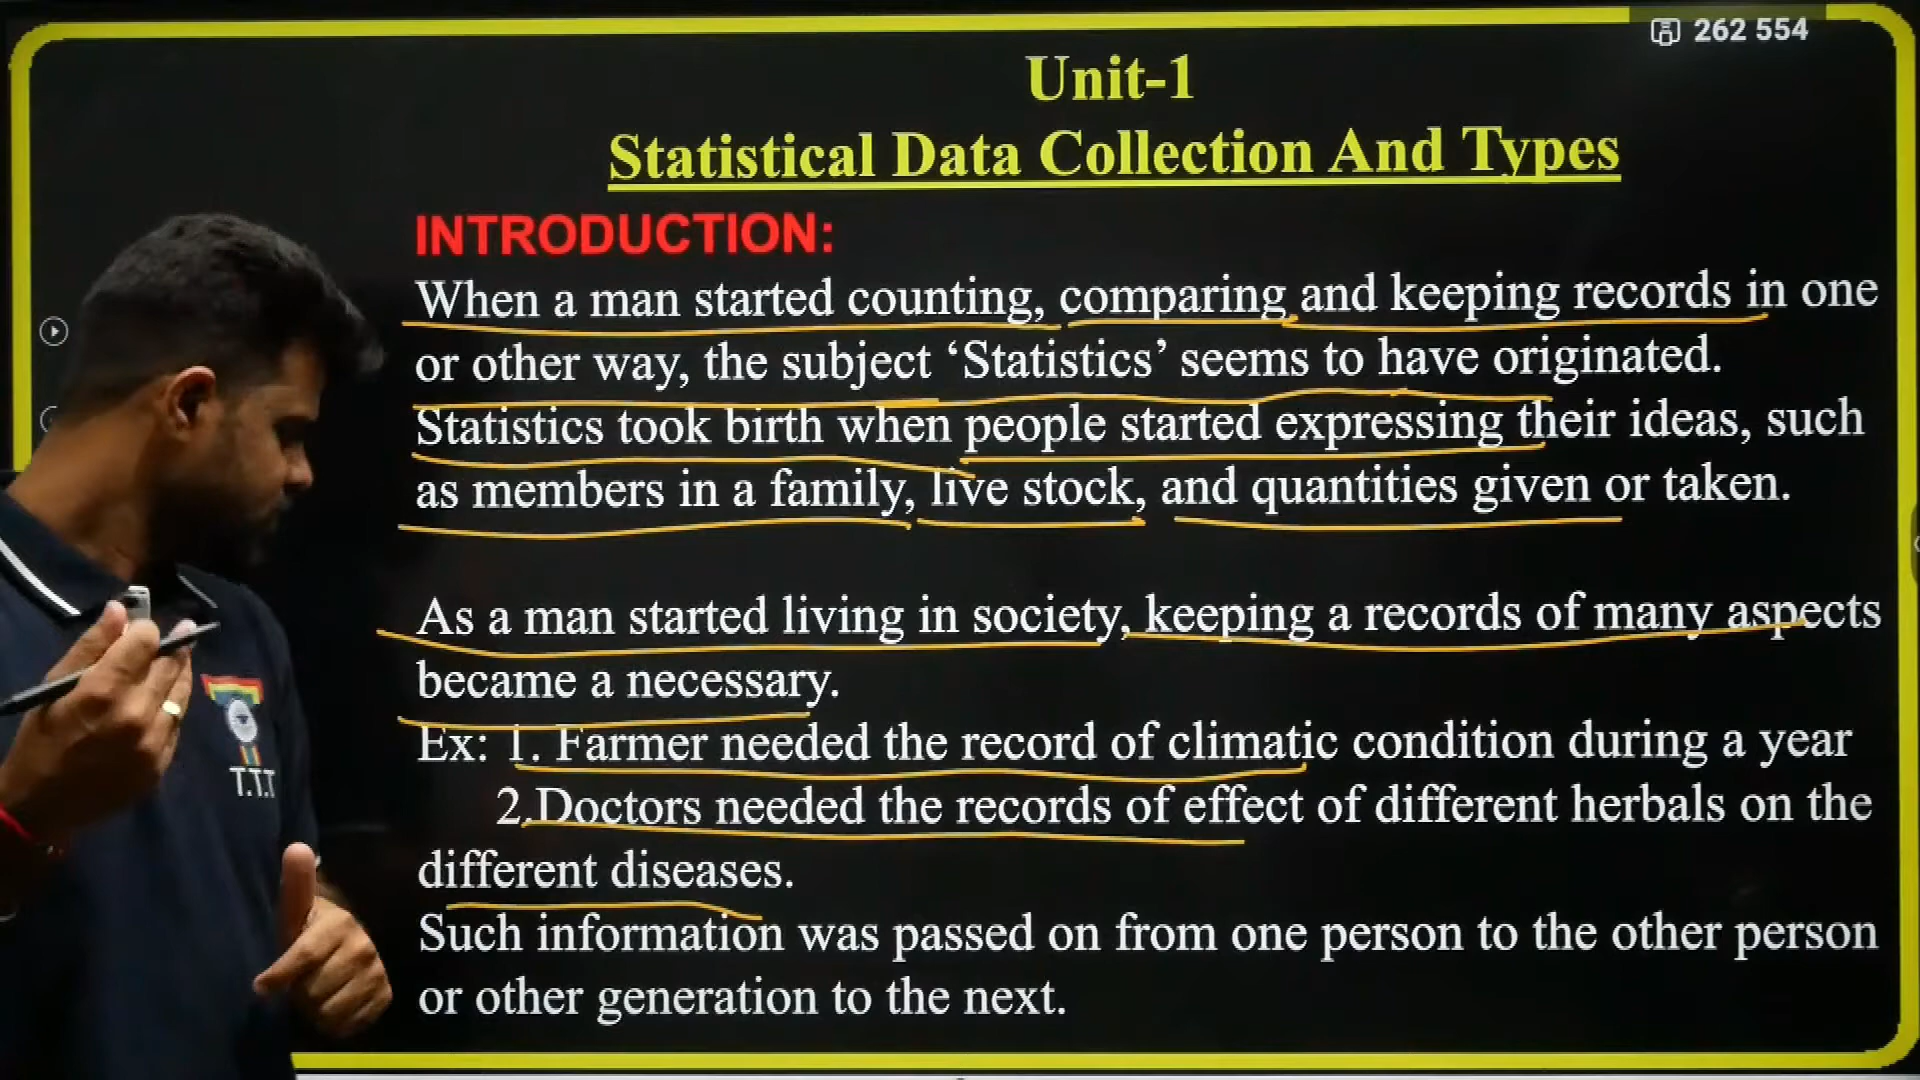 262 554
Unit-1
Statistical Data Collection And Types
INTRODUCTION:
When a man started counting, comparing and keeping records in one
or other way, the subject ‘Statistics’ seems to have originated.
Statistics took birth when people started expressing their ideas, such
as members in a family, live stock, and quantities given or taken.
As a man started living in society, keeping a records of many aspects
became a necessary.
Ex: 1. Farmer needed the record of climatic condition during a year
2.Doctors needed the records of effect of different herbals on the
different diseases.
Such information was passed on from one person to the other person
or other generation to the next.
T.T.T